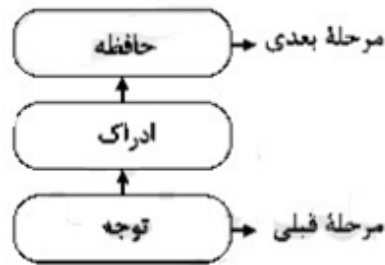 حافظه
مرحلهٔ بعدی
ادراک
توجه
مرحلهٔ قبلی